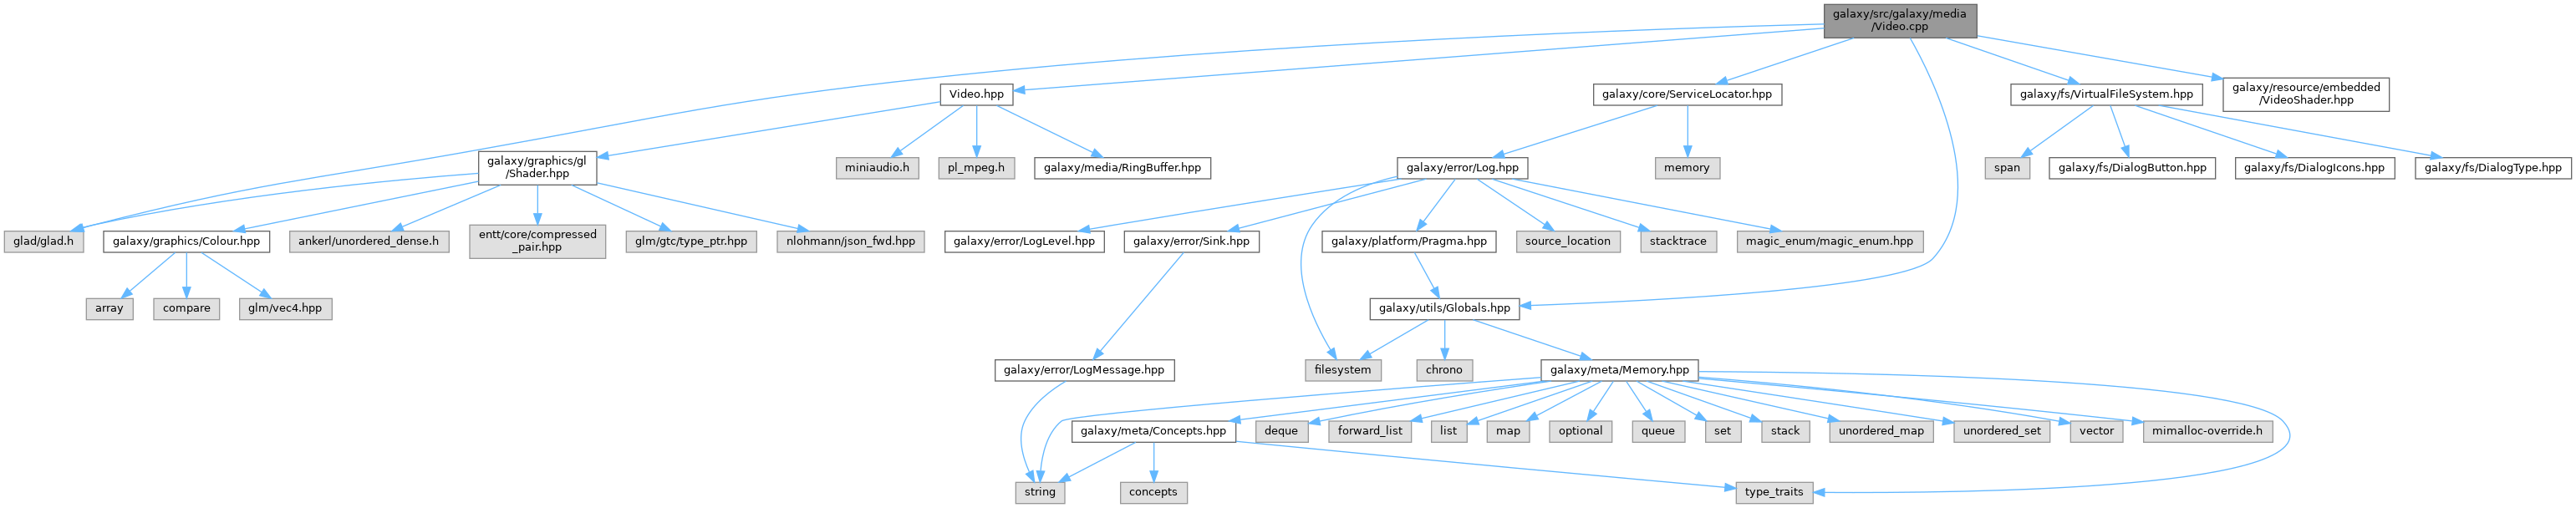 galaxy/src/galaxy/media
/Video.cpp
galaxy/resource/embedded
/VideoShader.hpp
Video.hpp
galaxy/core/ServiceLocator.hpp
galaxy/fs/VirtualFileSystem.hpp
galaxy/graphics/gl
/Shader.hpp
miniaudio.h
pl_mpeg.h
galaxy/media/RingBuffer.hpp
galaxy/error/Log.hpp
memory
span
galaxy/fs/DialogButton.hpp
galaxy/fs/DialogIcons.hpp
galaxy/fs/DialogType.hpp
glad/glad.h
galaxy/graphics/Colour.hpp
ankerl/unordered_dense.h
entt/core/compressed
_pair.hpp
glm/gtc/type_ptr.hpp
nlohmann/json_fwd.hpp
galaxy/error/LogLevel.hpp
galaxy/error/Sink.hpp
galaxy/platform/Pragma.hpp
source_location
stacktrace
magic_enum/magic_enum.hpp
array
compare
glm/vec4.hpp
galaxy/utils/Globals.hpp
galaxy/error/LogMessage.hpp
filesystem
chrono
galaxy/meta/Memory.hpp
galaxy/meta/Concepts.hpp
deque
forward_list
list
map
optional
queue
set
stack
unordered_map
unordered_set
vector
mimalloc-override.h
string
concepts
type_traits